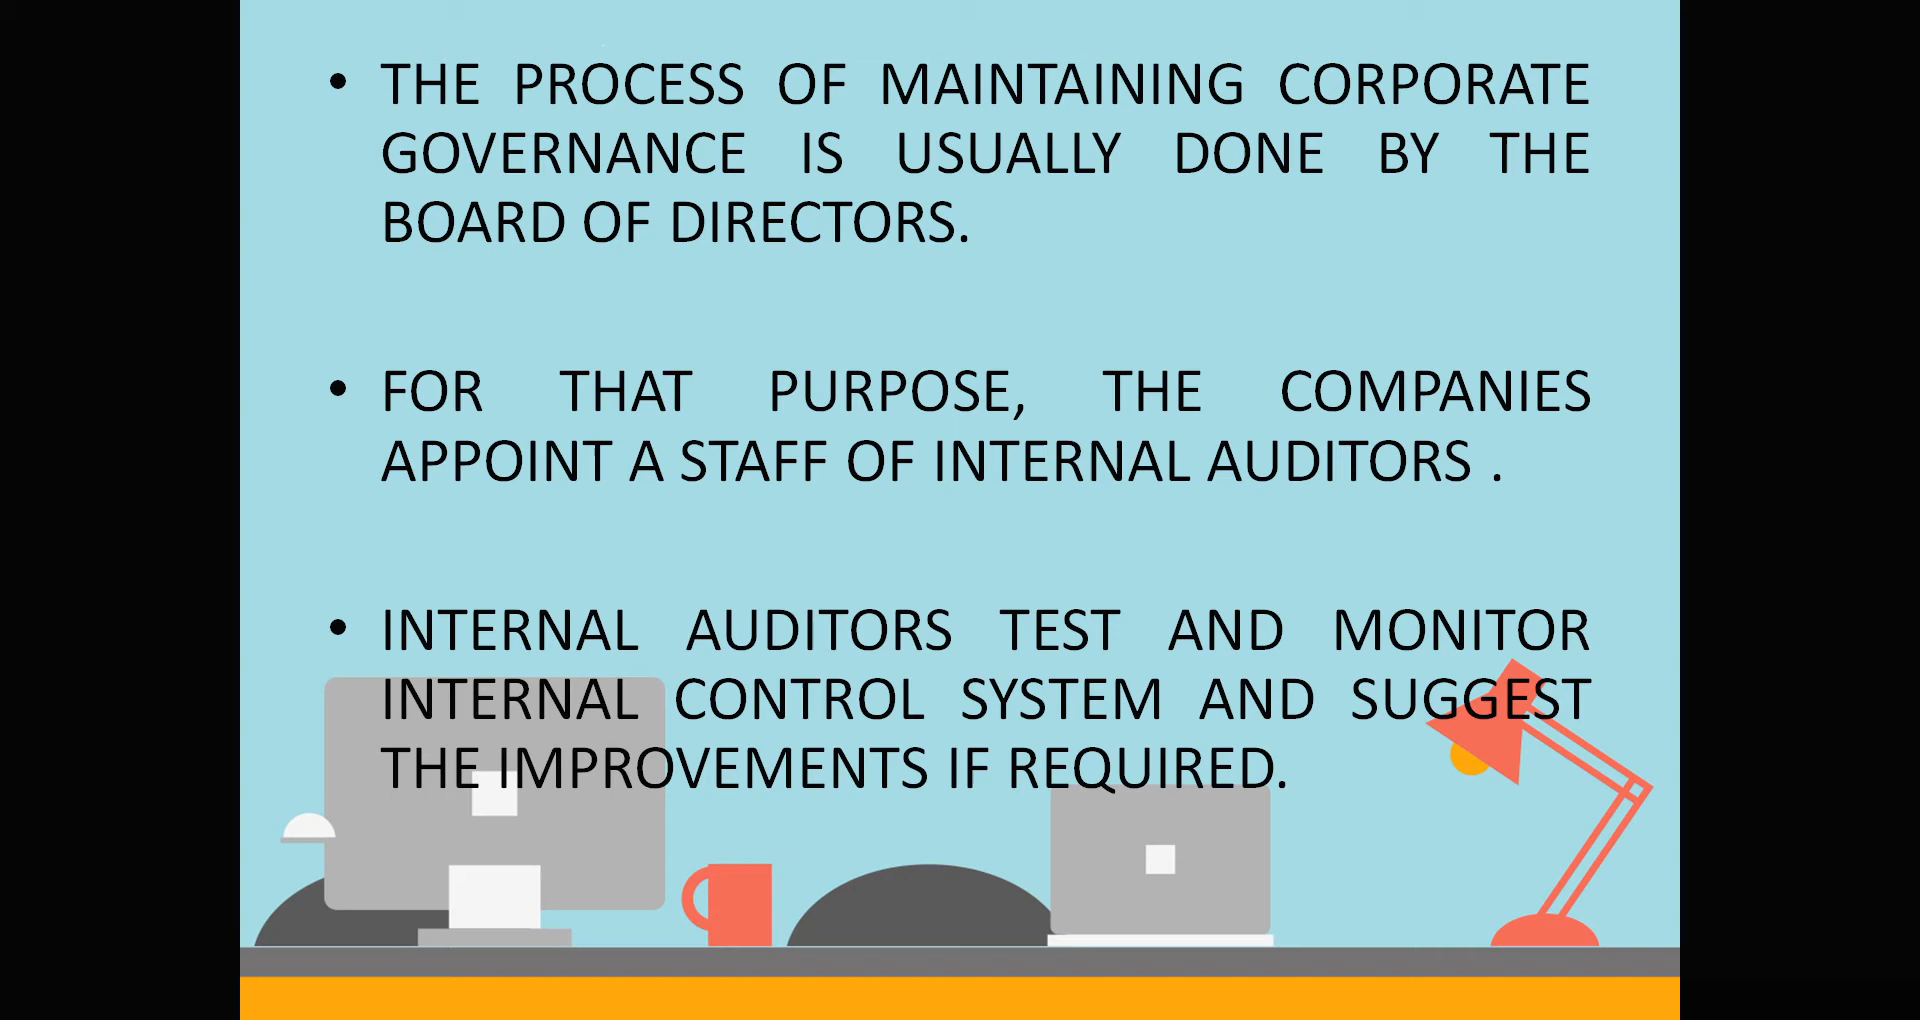 • THE PROCESS OF MAINTAINING CORPORATE
GOVERNANCE IS USUALLY DONE BY THE
BOARD OF DIRECTORS.
• FOR THAT PURPOSE, THE COMPANIES
APPOINT A STAFF OF INTERNAL AUDITORS .
• INTERNAL AUDITORS TEST AND MONITOR
INTERNAL CONTROL SYSTEM AND SUGGEST
THE IMPROVEMENTS IF REQUIRED.